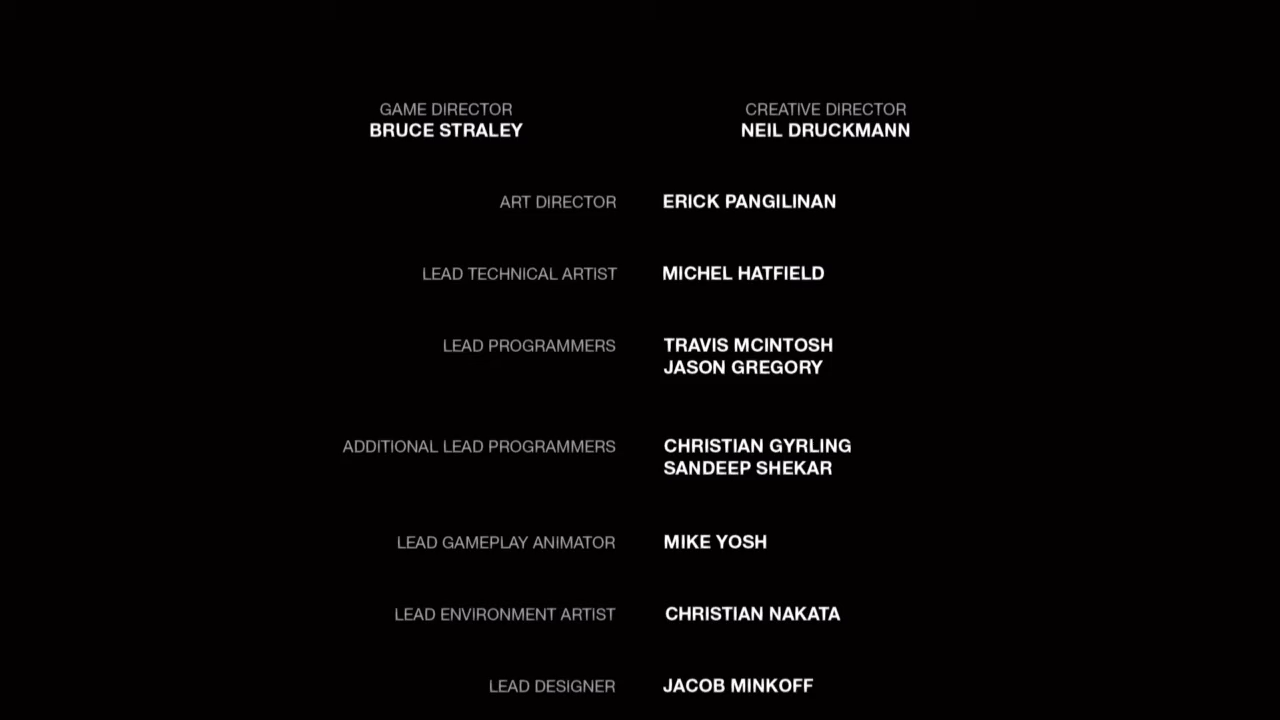 GAME DIRECTOR
BRUCE STRALEY
CREATIVE DIRECTOR
NEIL DRUCKMANN
ART DIRECTOR ERICK PANGILINAN
LEAD TECHNICAL ARTIST MICHEL HATFIELD
LEAD PROGRAMMERS TRAVIS MCINTOSH
JASON GREGORY
ADDITIONAL LEAD PROGRAMMERS CHRISTIAN GYRLING
SANDEEP SHEKAR
LEAD GAMEPLAY ANIMATOR MIKE YOSH
LEAD ENVIRONMENT ARTIST CHRISTIAN NAKATA
LEAD DESIGNER JACOB MINKOFF